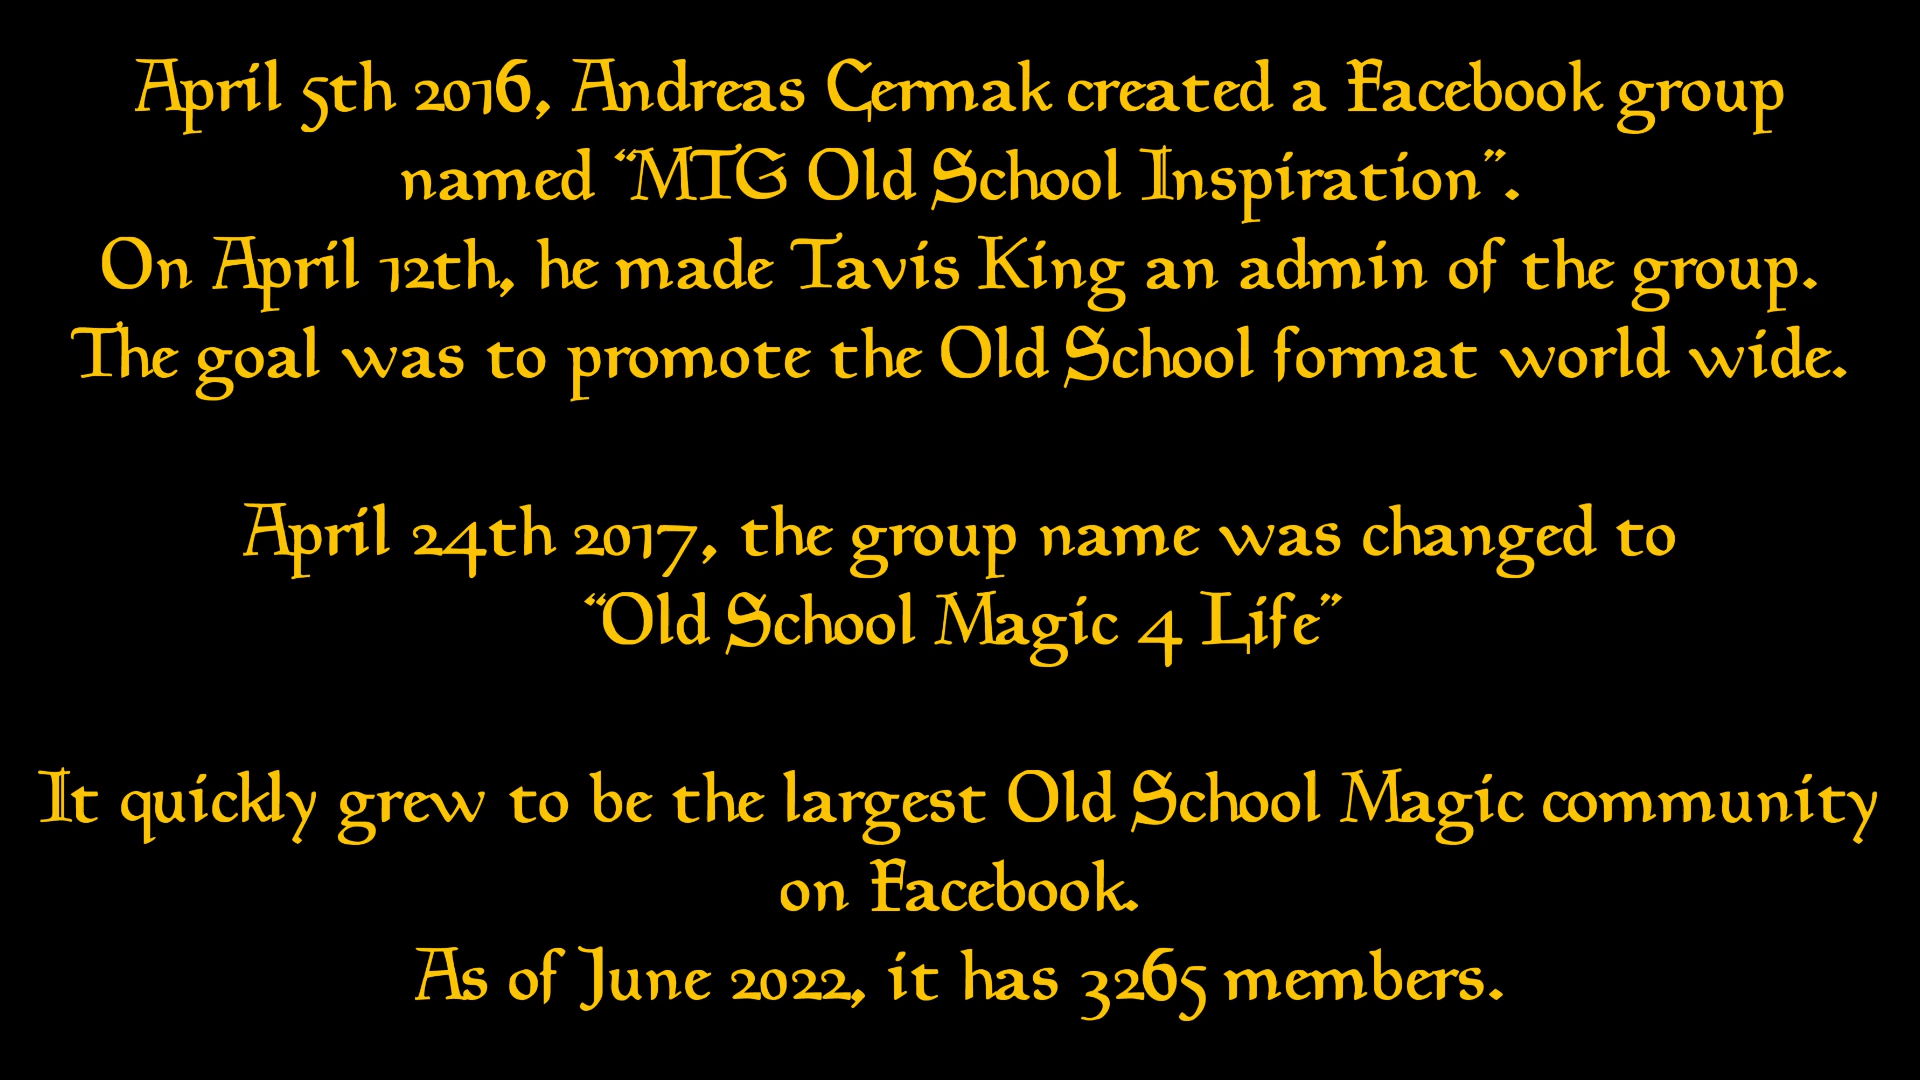 April 5th 2016, Andreas Cermak created a Facebook group
named “MTG Old School Inspiration”.
On April 12th, he made Tavis King an admin of the group.
The goal was to promote the Old School format world wide.
April 24th 2017, the group name was changed to
“Old School Magic 4 Life”
It quickly grew to be the largest Old School Magic community
on Facebook.
As of June 2022, it has 3265 members.